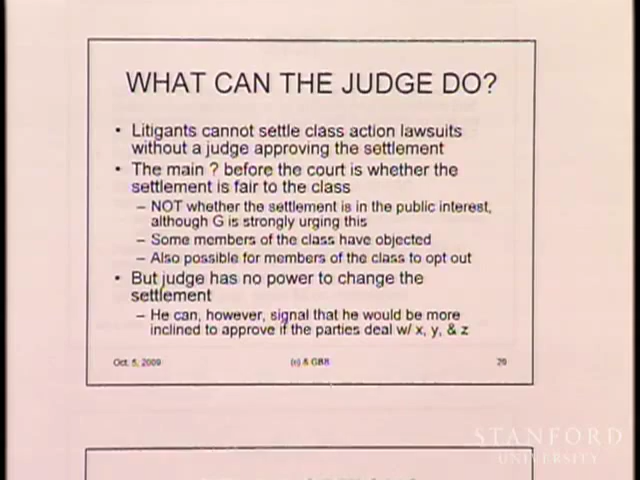 WHAT CAN THE JUDGE DO?
• Litigants cannot settle class action lawsuits
without a judge approving the settlement
• The main ? before the court is whether the
settlement is fair to the class
– NOT whether the settlement is in the public interest,
although G is strongly urging this
– Some members of the class have objected
– Also possible for members of the class to opt out
• But judge has no power to change the
settlement
– He can, however, signal that he would be more
inclined to approve if the parties deal w/ x, y, & z
Oct. 5, 2009
GBB
20
STANFORD
UNIVERSITY